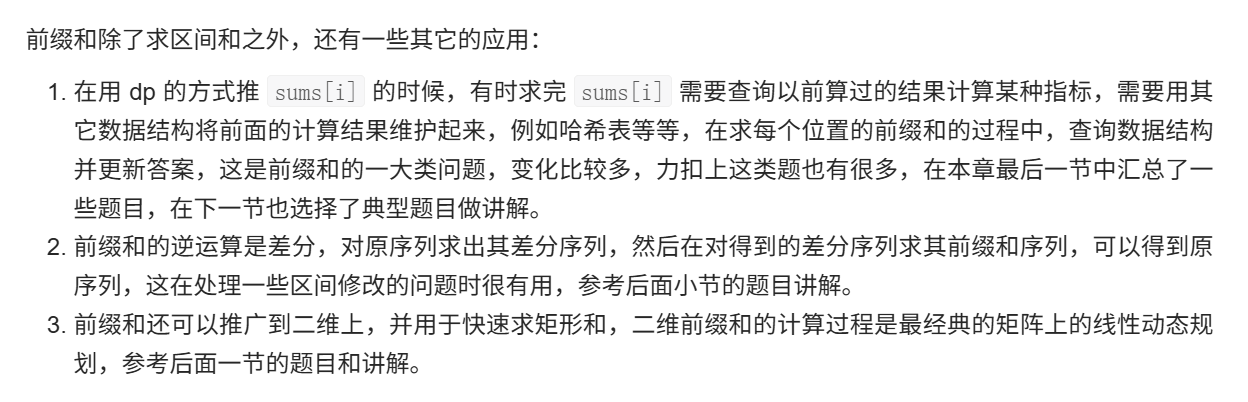 前缀和除了求区间和之外，还有一些其它的应用：
1. 在用 dp 的方式推 sums[i] 的时候，有时求完 sums[i] 需要查询以前算过的结果计算某种指标，需要用其
它数据结构将前面的计算结果维护起来，例如哈希表等等，在求每个位置的前缀和的过程中，查询数据结构
并更新答案，这是前缀和的一大类问题，变化比较多，力扣上这类题也有很多，在本章最后一节中汇总了一
些题目，在下一节也选择了典型题目做讲解。
2. 前缀和的逆运算是差分，对原序列求出其差分序列，然后在对得到的差分序列求其前缀和序列，可以得到原
序列，这在处理一些区间修改的问题时很有用，参考后面小节的题目讲解。
3. 前缀和还可以推广到二维上，并用于快速求矩形和，二维前缀和的计算过程是最经典的矩阵上的线性动态规
划，参考后面一节的题目和讲解。